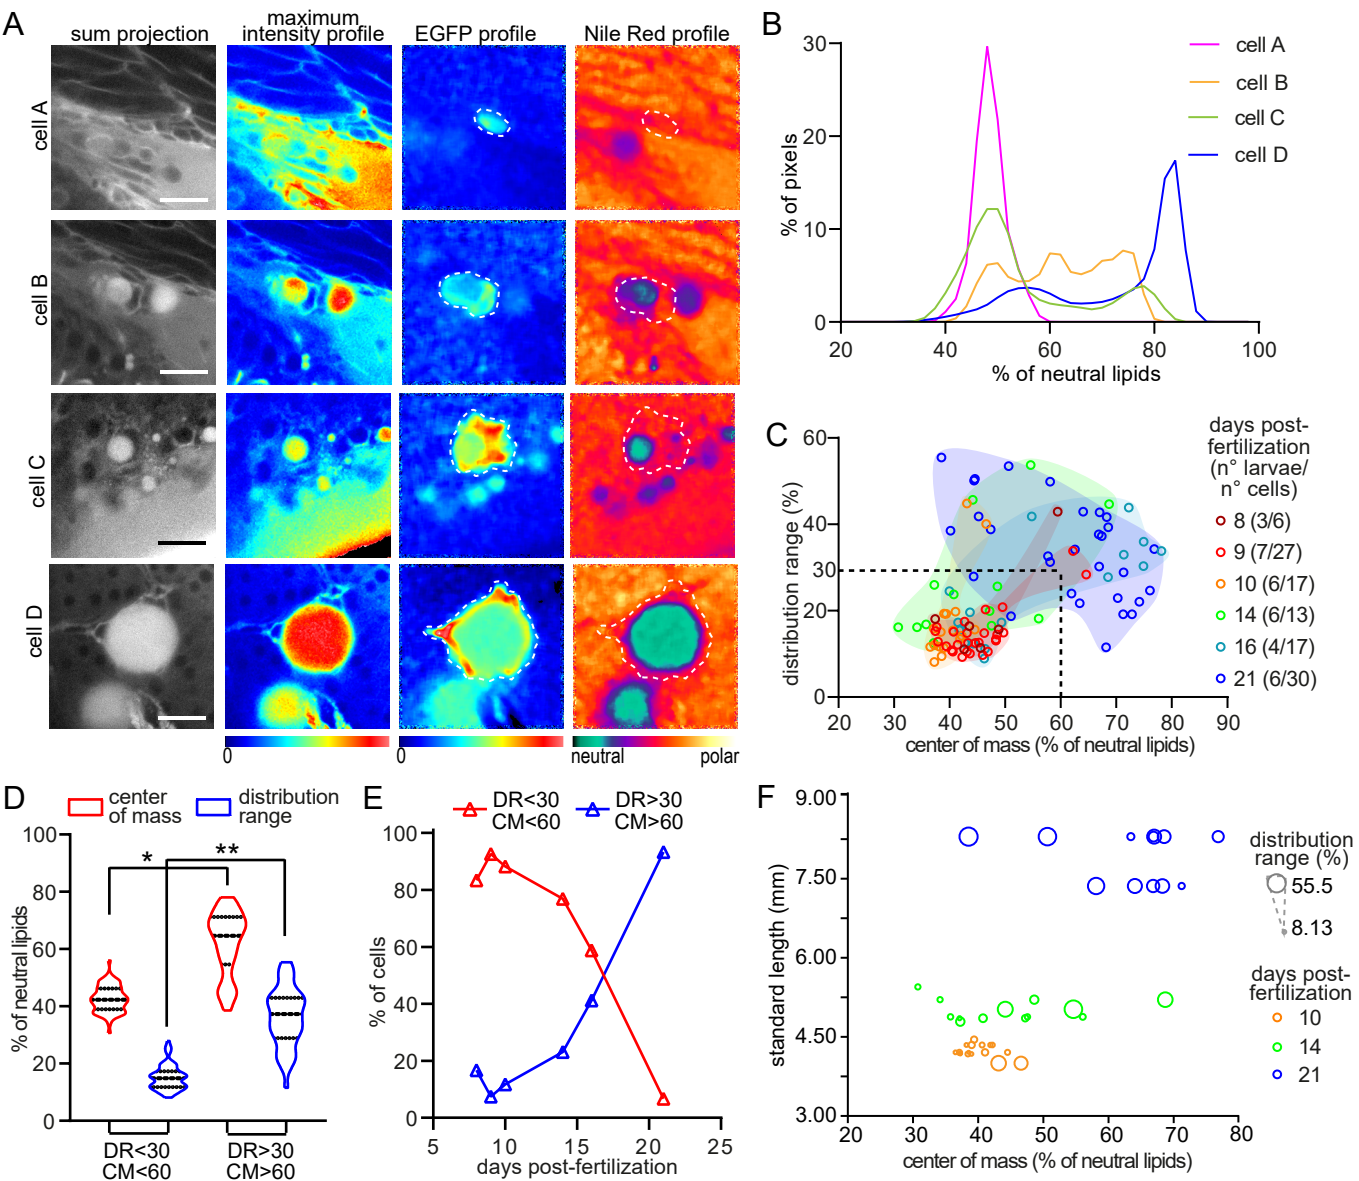 A
sum projection
maximum
intensity profile
EGFP profile
Nile Red profile
cell A
cell B
cell C
cell D
0
0
neutral
polar
B
% of pixels
30
20
10
0
20
40
60
80
100
% of neutral lipids
cell A
cell B
cell C
cell D
C
distribution range (%)
60
40
30
20
0
20
30
40
50
60
70
80
90
center of mass (% of neutral lipids)
days post-
fertilization
(n° larvae/
n° cells)
8 (3/6)
9 (7/27)
10 (6/17)
14 (6/13)
16 (4/17)
21 (6/30)
D
center
of mass
distribution
range
% of neutral lipids
100
80
60
40
20
0
*
**
DR<30
CM<60
DR>30
CM>60
E
DR<30
CM<60
DR>30
CM>60
% of cells
100
80
60
40
20
0
5
10
15
20
25
days post-fertilization
F
standard length (mm)
9.00
7.50
6.00
4.50
3.00
20
30
40
50
60
70
80
center of mass (% of neutral lipids)
distribution
range (%)
55.5
8.13
days post-
fertilization
10
14
21